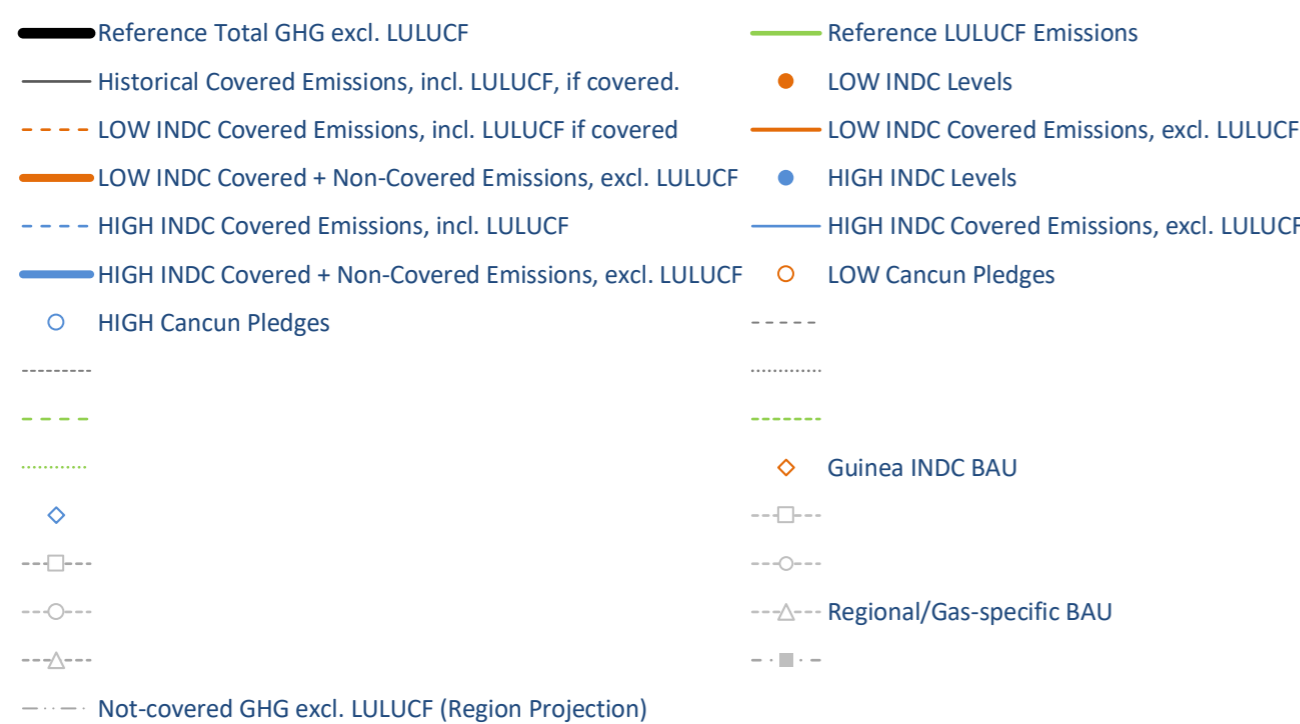 Reference Total GHG excl. LULUCF
Reference LULUCF Emissions
Historical Covered Emissions, incl. LULUCF, if covered.
LOW INDC Levels
LOW INDC Covered Emissions, incl. LULUCF if covered
LOW INDC Covered Emissions, excl. LULUCF
LOW INDC Covered + Non-Covered Emissions, excl. LULUCF
HIGH INDC Levels
HIGH INDC Covered Emissions, incl. LULUCF
HIGH INDC Covered Emissions, excl. LULUCF
HIGH INDC Covered + Non-Covered Emissions, excl. LULUCF
LOW Cancun Pledges
HIGH Cancun Pledges
Guinea INDC BAU
Regional/Gas-specific BAU
Not-covered GHG excl. LULUCF (Region Projection)